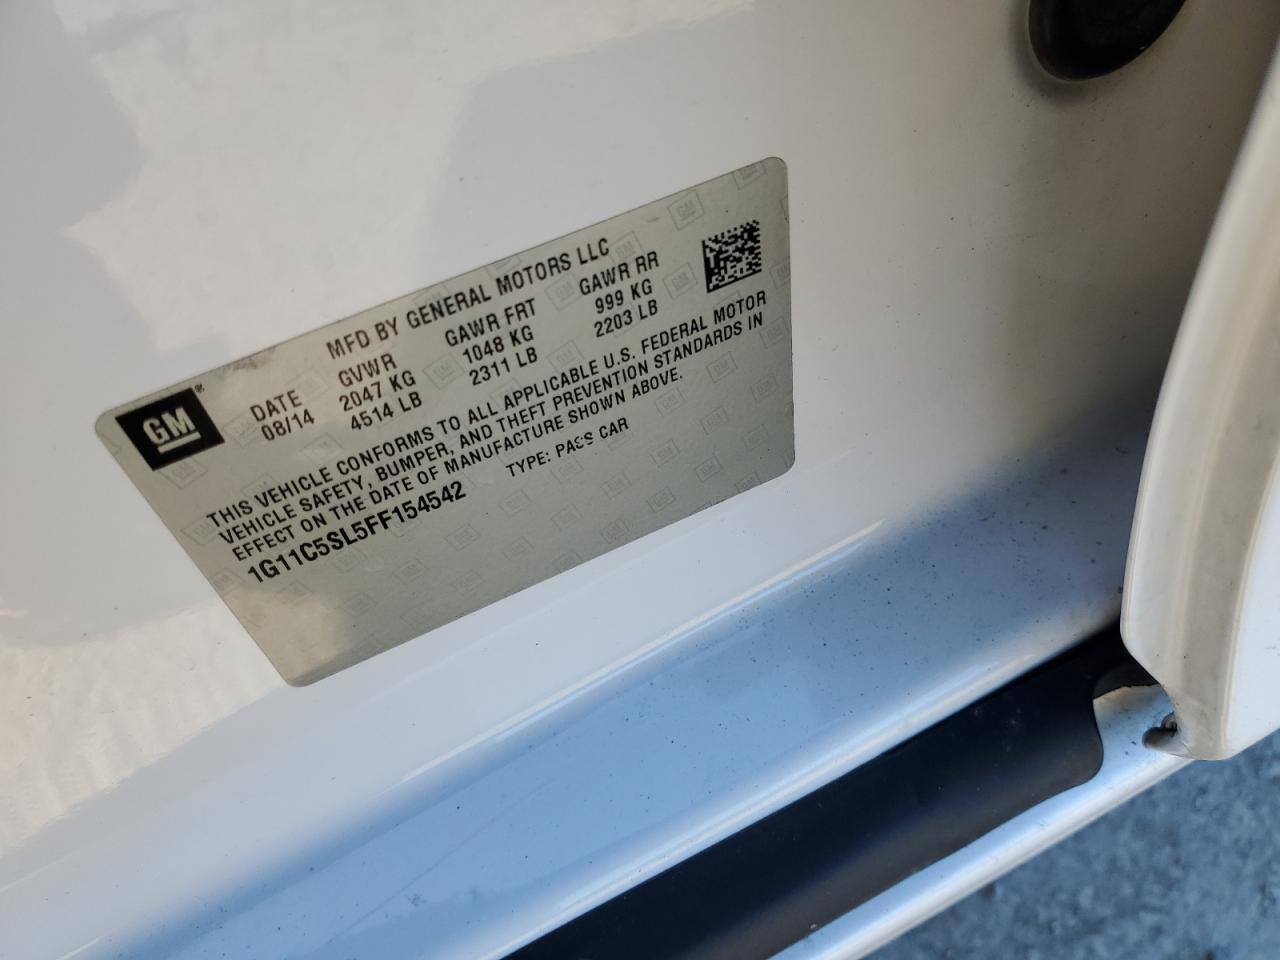 GM®
MFD BY GENERAL MOTORS LLC
DATE GVWR GAWR FRT GAWR RR
08/14 2047 KG 1048 KG 999 KG
4514 LB 2311 LB 2203 LB
THIS VEHICLE CONFORMS TO ALL APPLICABLE U.S. FEDERAL MOTOR
VEHICLE SAFETY, BUMPER, AND THEFT PREVENTION STANDARDS IN
EFFECT ON THE DATE OF MANUFACTURE SHOWN ABOVE.
1G11C5SL5FF154542 TYPE: PASS CAR